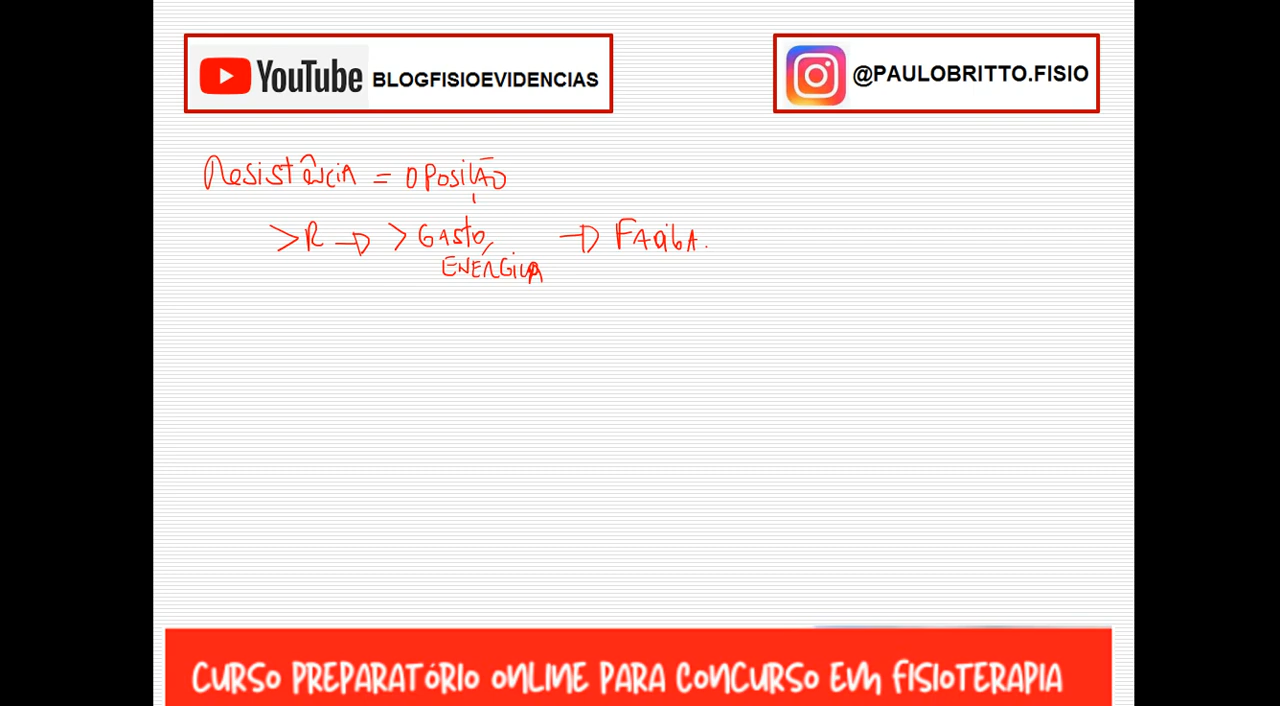 YouTube BLOGFISIOEVIDENCIAS
@PAULOBRITTO.FISIO
Resistência = oposição
>R → > Gasto → FADIGA.
ENERGIA
CURSO PREPARATÓRIO ONLINE PARA CONCURSO EM FISIOTERAPIA